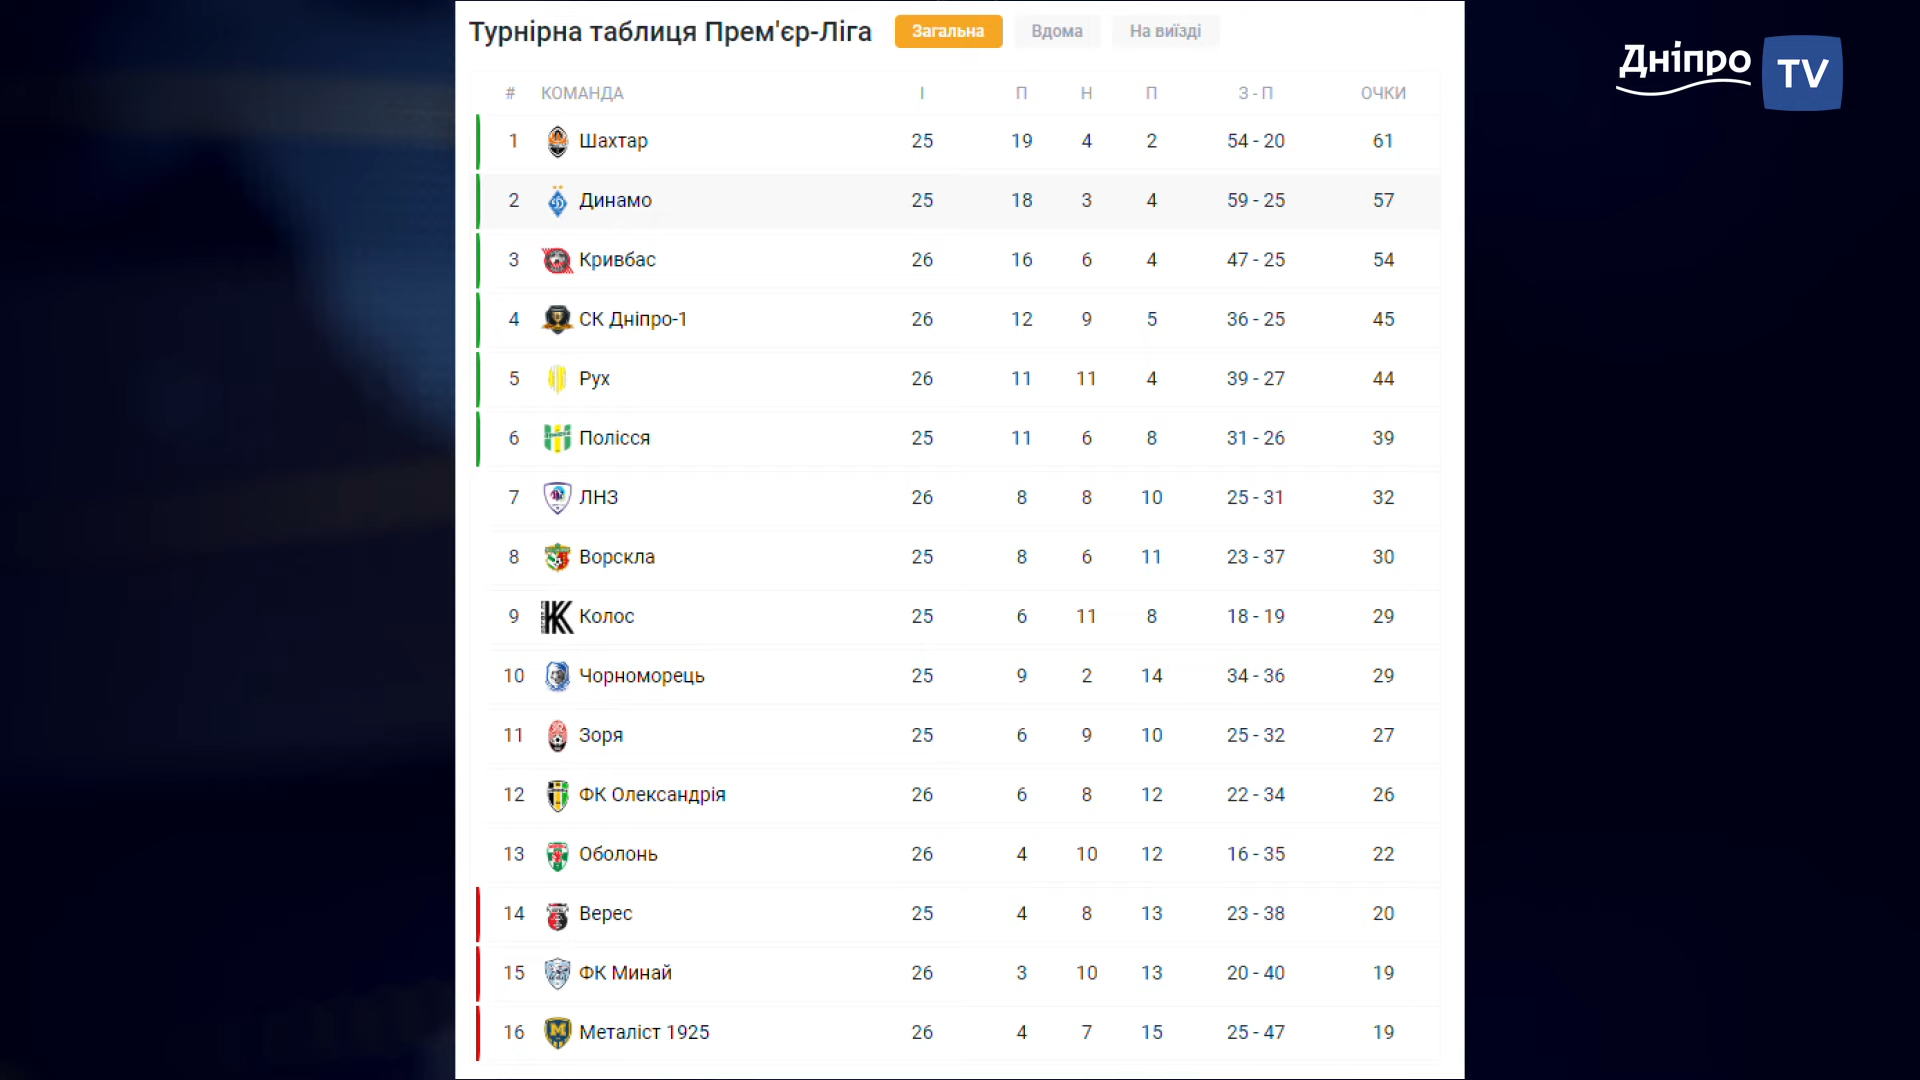 Турнірна таблиця Прем'єр-Ліга Загальна Вдома На виїзді
Дніпро TV
# КОМАНДА І П Н П З - П ОЧКИ
1 Шахтар 25 19 4 2 54 - 20 61
2 Динамо 25 18 3 4 59 - 25 57
3 Кривбас 26 16 6 4 47 - 25 54
4 СК Дніпро-1 26 12 9 5 36 - 25 45
5 Рух 26 11 11 4 39 - 27 44
6 Полісся 25 11 6 8 31 - 26 39
7 ЛНЗ 26 8 8 10 25 - 31 32
8 Ворскла 25 8 6 11 23 - 37 30
9 Колос 25 6 11 8 18 - 19 29
10 Чорноморець 25 9 2 14 34 - 36 29
11 Зоря 25 6 9 10 25 - 32 27
12 ФК Олександрія 26 6 8 12 22 - 34 26
13 Оболонь 26 4 10 12 16 - 35 22
14 Верес 25 4 8 13 23 - 38 20
15 ФК Минай 26 3 10 13 20 - 40 19
16 Металіст 1925 26 4 7 15 25 - 47 19